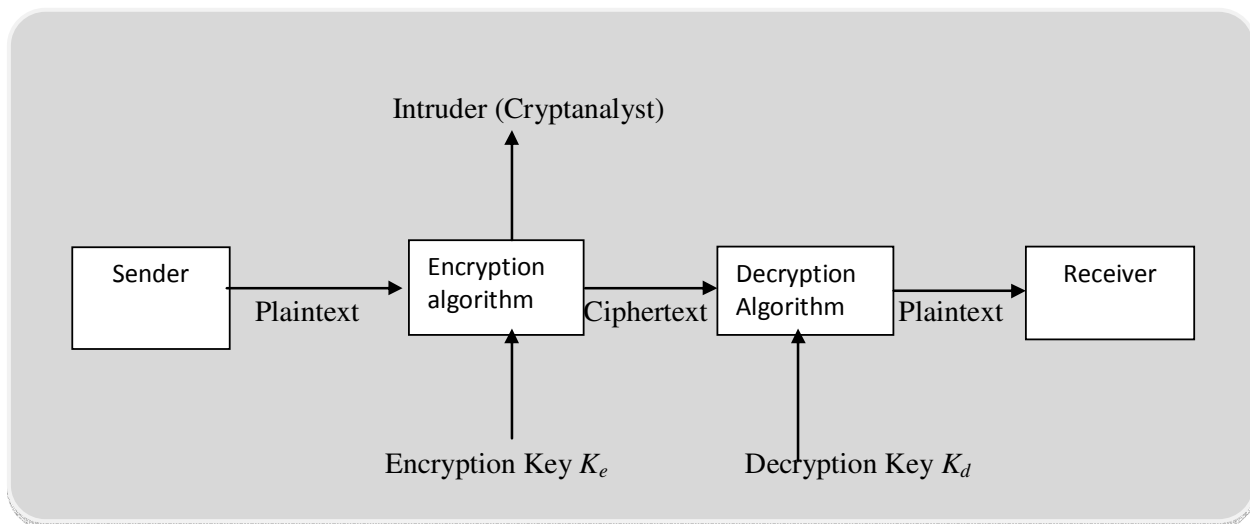 Intruder (Cryptanalyst)
Sender
Plaintext
Encryption
algorithm
Ciphertext
Decryption
Algorithm
Plaintext
Receiver
Encryption Key Ke
Decryption Key Kd